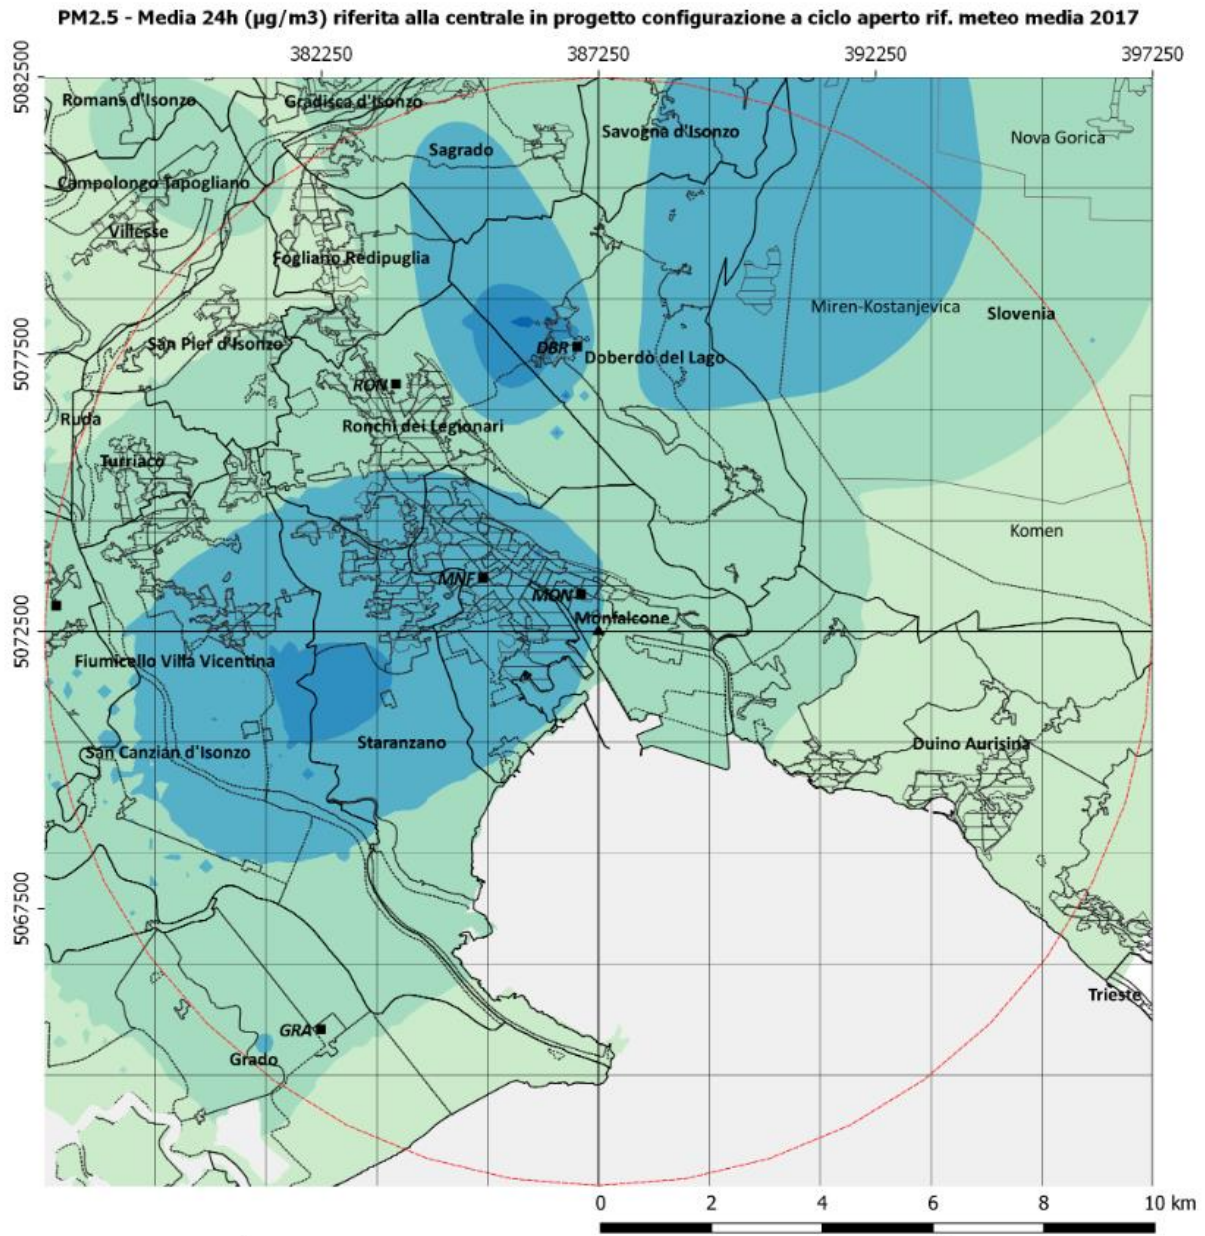 PM2.5 - Media 24h (µg/m3) riferita alla centrale in progetto configurazione a ciclo aperto rif. meteo media 2017
382250 387250 392250 397250
5082500
Romans d'Isonzo Gradisca d'Isonzo
Savogna d'Isonzo
Nova Gorica
Sagrado
Campolongo Tapogliano
Villesse
Fogliano Redipuglia
Miren-Kostanjevica Slovenia
San Pier d'Isonzo
DBR
5077500
Doberdò del Lago
RON
Ruda
Ronchi dei Legionari
Turriaco
Komen
MNF
MON
Monfalcone
5072500
Fiumicello Villa Vicentina
San Canzian d'Isonzo
Staranzano
Duino Aurisina
5067500
Trieste
GRA
Grado
0 2 4 6 8 10 km